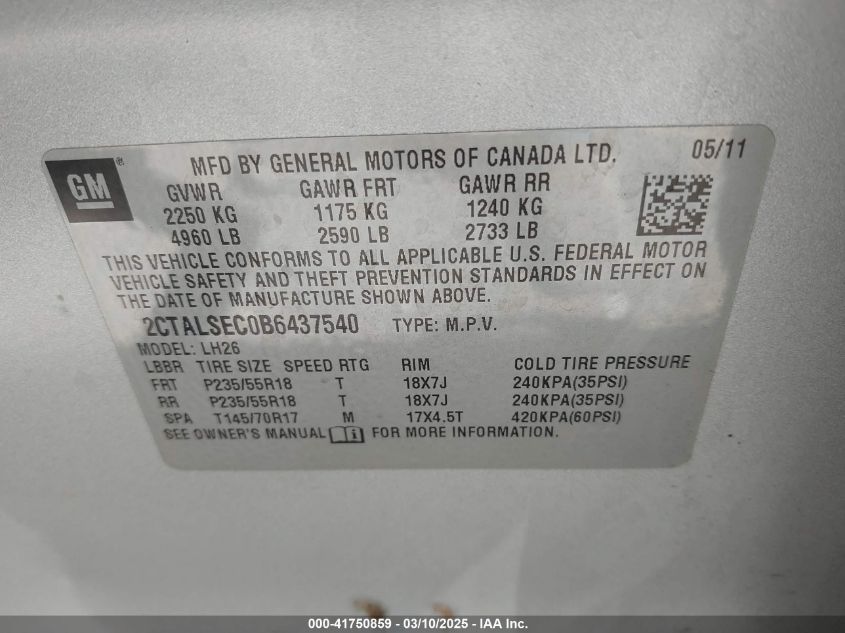 GM ® MFD BY GENERAL MOTORS OF CANADA LTD. 05/11
GVWR GAWR FRT GAWR RR
2250 KG 1175 KG 1240 KG
4960 LB 2590 LB 2733 LB
THIS VEHICLE CONFORMS TO ALL APPLICABLE U.S. FEDERAL MOTOR
VEHICLE SAFETY AND THEFT PREVENTION STANDARDS IN EFFECT ON
THE DATE OF MANUFACTURE SHOWN ABOVE.
2CTALSEC0B6437540 TYPE: M.P.V.
MODEL: LH26
LBBR TIRE SIZE SPEED RTG RIM COLD TIRE PRESSURE
FRT P235/55R18 T 18X7J 240KPA(35PSI)
RR P235/55R18 T 18X7J 240KPA(35PSI)
SPA T145/70R17 M 17X4.5T 420KPA(60PSI)
SEE OWNER'S MANUAL FOR MORE INFORMATION.
000-41750859 — 03/10/2025 — IAA Inc.